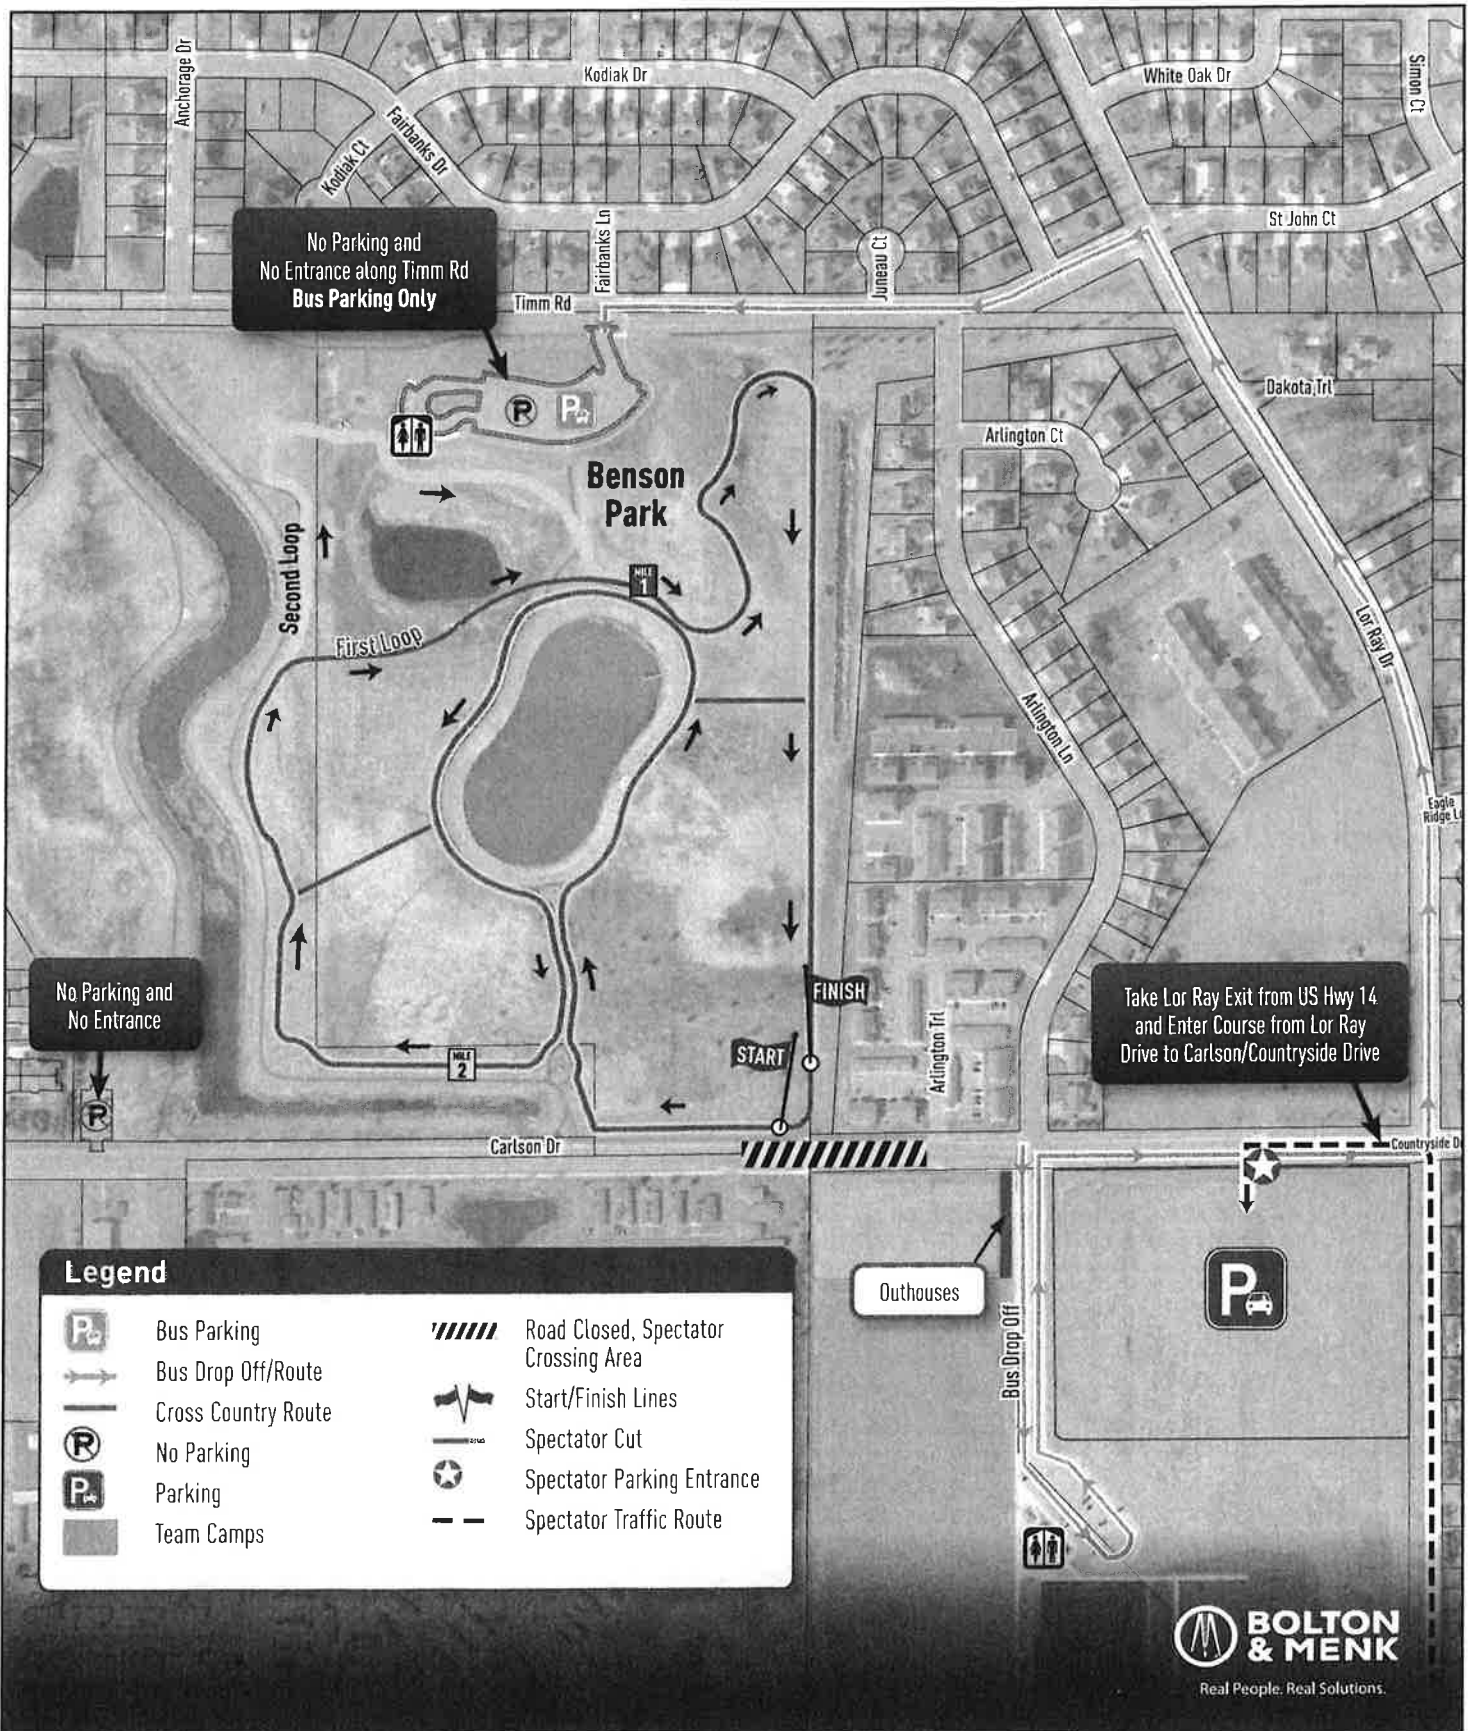 Anchorage Dr
Kodiak Dr
White Oak Dr
Simon Ct
Kodiak Ct
Fairbanks Dr
St John Ct
No Parking and
No Entrance along Timm Rd
Bus Parking Only
Fairbanks Ln
Juneau Ct
Timm Rd
Dakota Trl
P
P
Arlington Ct
Benson
Park
Second Loop
MILE
1
First Loop
Lor Ray Dr
Arlington Ln
Eagle
Ridge L
No Parking and
No Entrance
FINISH
START
Arlington Trl
Take Lor Ray Exit from US Hwy 14
and Enter Course from Lor Ray
Drive to Carlson/Countryside Drive
MILE
2
P
Carlson Dr
Countryside D
Outhouses
P
Bus Drop Off
Legend
P
Bus Parking
Bus Drop Off/Route
Cross Country Route
P
No Parking
P
Parking
Team Camps
Road Closed, Spectator
Crossing Area
Start/Finish Lines
Spectator Cut
Spectator Parking Entrance
Spectator Traffic Route
BOLTON
& MENK
Real People. Real Solutions.